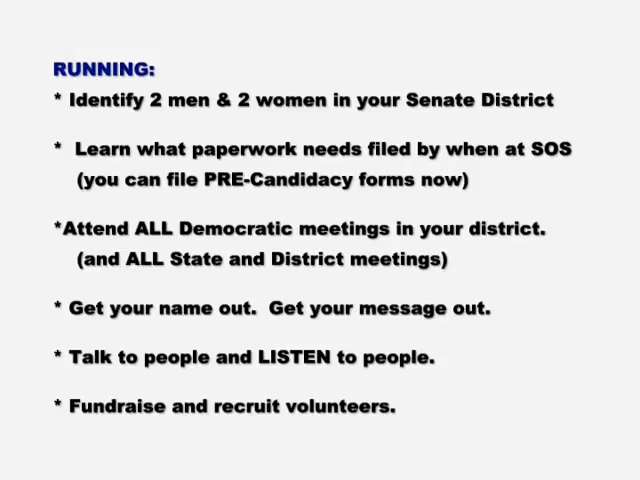 RUNNING:
* Identify 2 men & 2 women in your Senate District
*  Learn what paperwork needs filed by when at SOS
(you can file PRE-Candidacy forms now)
*Attend ALL Democratic meetings in your district.
(and ALL State and District meetings)
* Get your name out.  Get your message out.
* Talk to people and LISTEN to people.
* Fundraise and recruit volunteers.